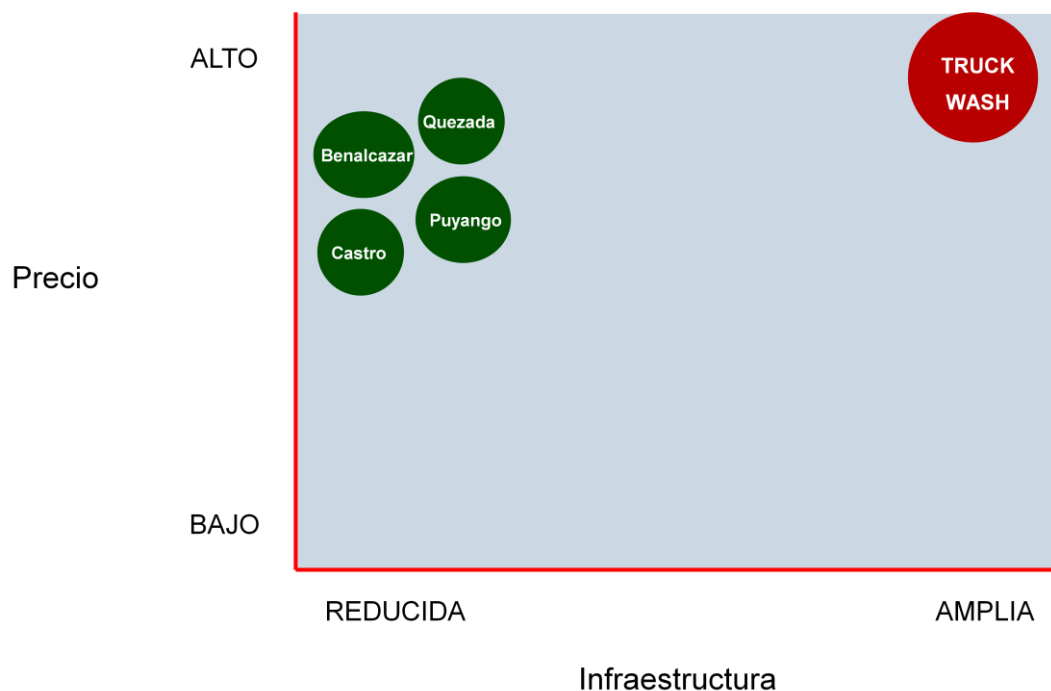 ALTO
TRUCK
WASH
Quezada
Benalcazar
Puyango
Castro
Precio
BAJO
REDUCIDA
AMPLIA
Infraestructura